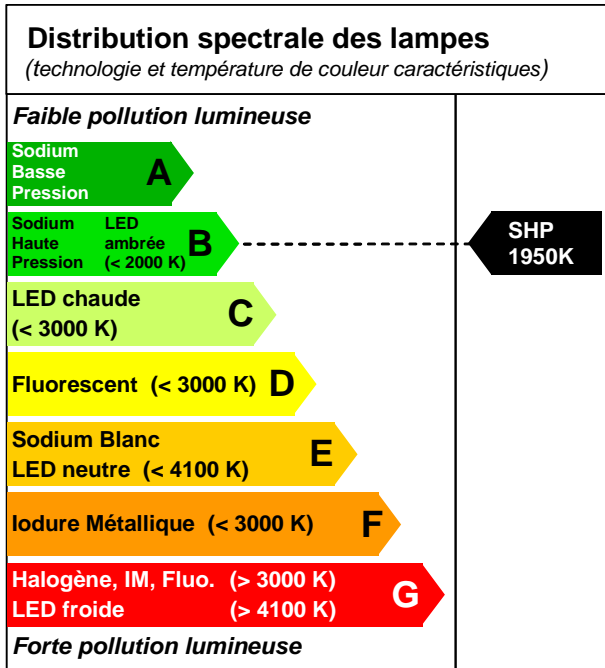 Distribution spectrale des lampes
(technologie et température de couleur caractéristiques)
Faible pollution lumineuse
Sodium
Basse
Pression
A
Sodium LED
Haute ambrée
Pression (< 2000 K)
B
SHP
1950K
LED chaude
(< 3000 K)
C
Fluorescent (< 3000 K) D
Sodium Blanc
LED neutre (< 4100 K)
E
Iodure Métallique (< 3000 K) F
Halogène, IM, Fluo. (> 3000 K)
LED froide (> 4100 K)
G
Forte pollution lumineuse